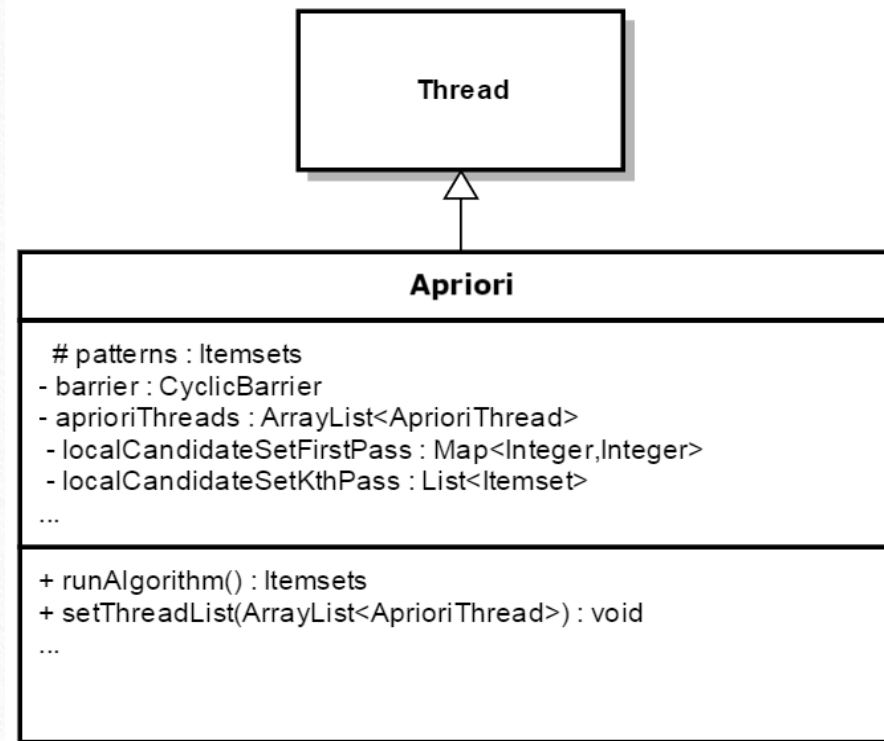 Thread
Apriori
# patterns : Itemsets
- barrier : CyclicBarrier
- aprioriThreads : ArrayList<AprioriThread>
- localCandidateSetFirstPass : Map<Integer,Integer>
- localCandidateSetKthPass : List<Itemset>
...
+ runAlgorithm() : Itemsets
+ setThreadList(ArrayList<AprioriThread>) : void
...